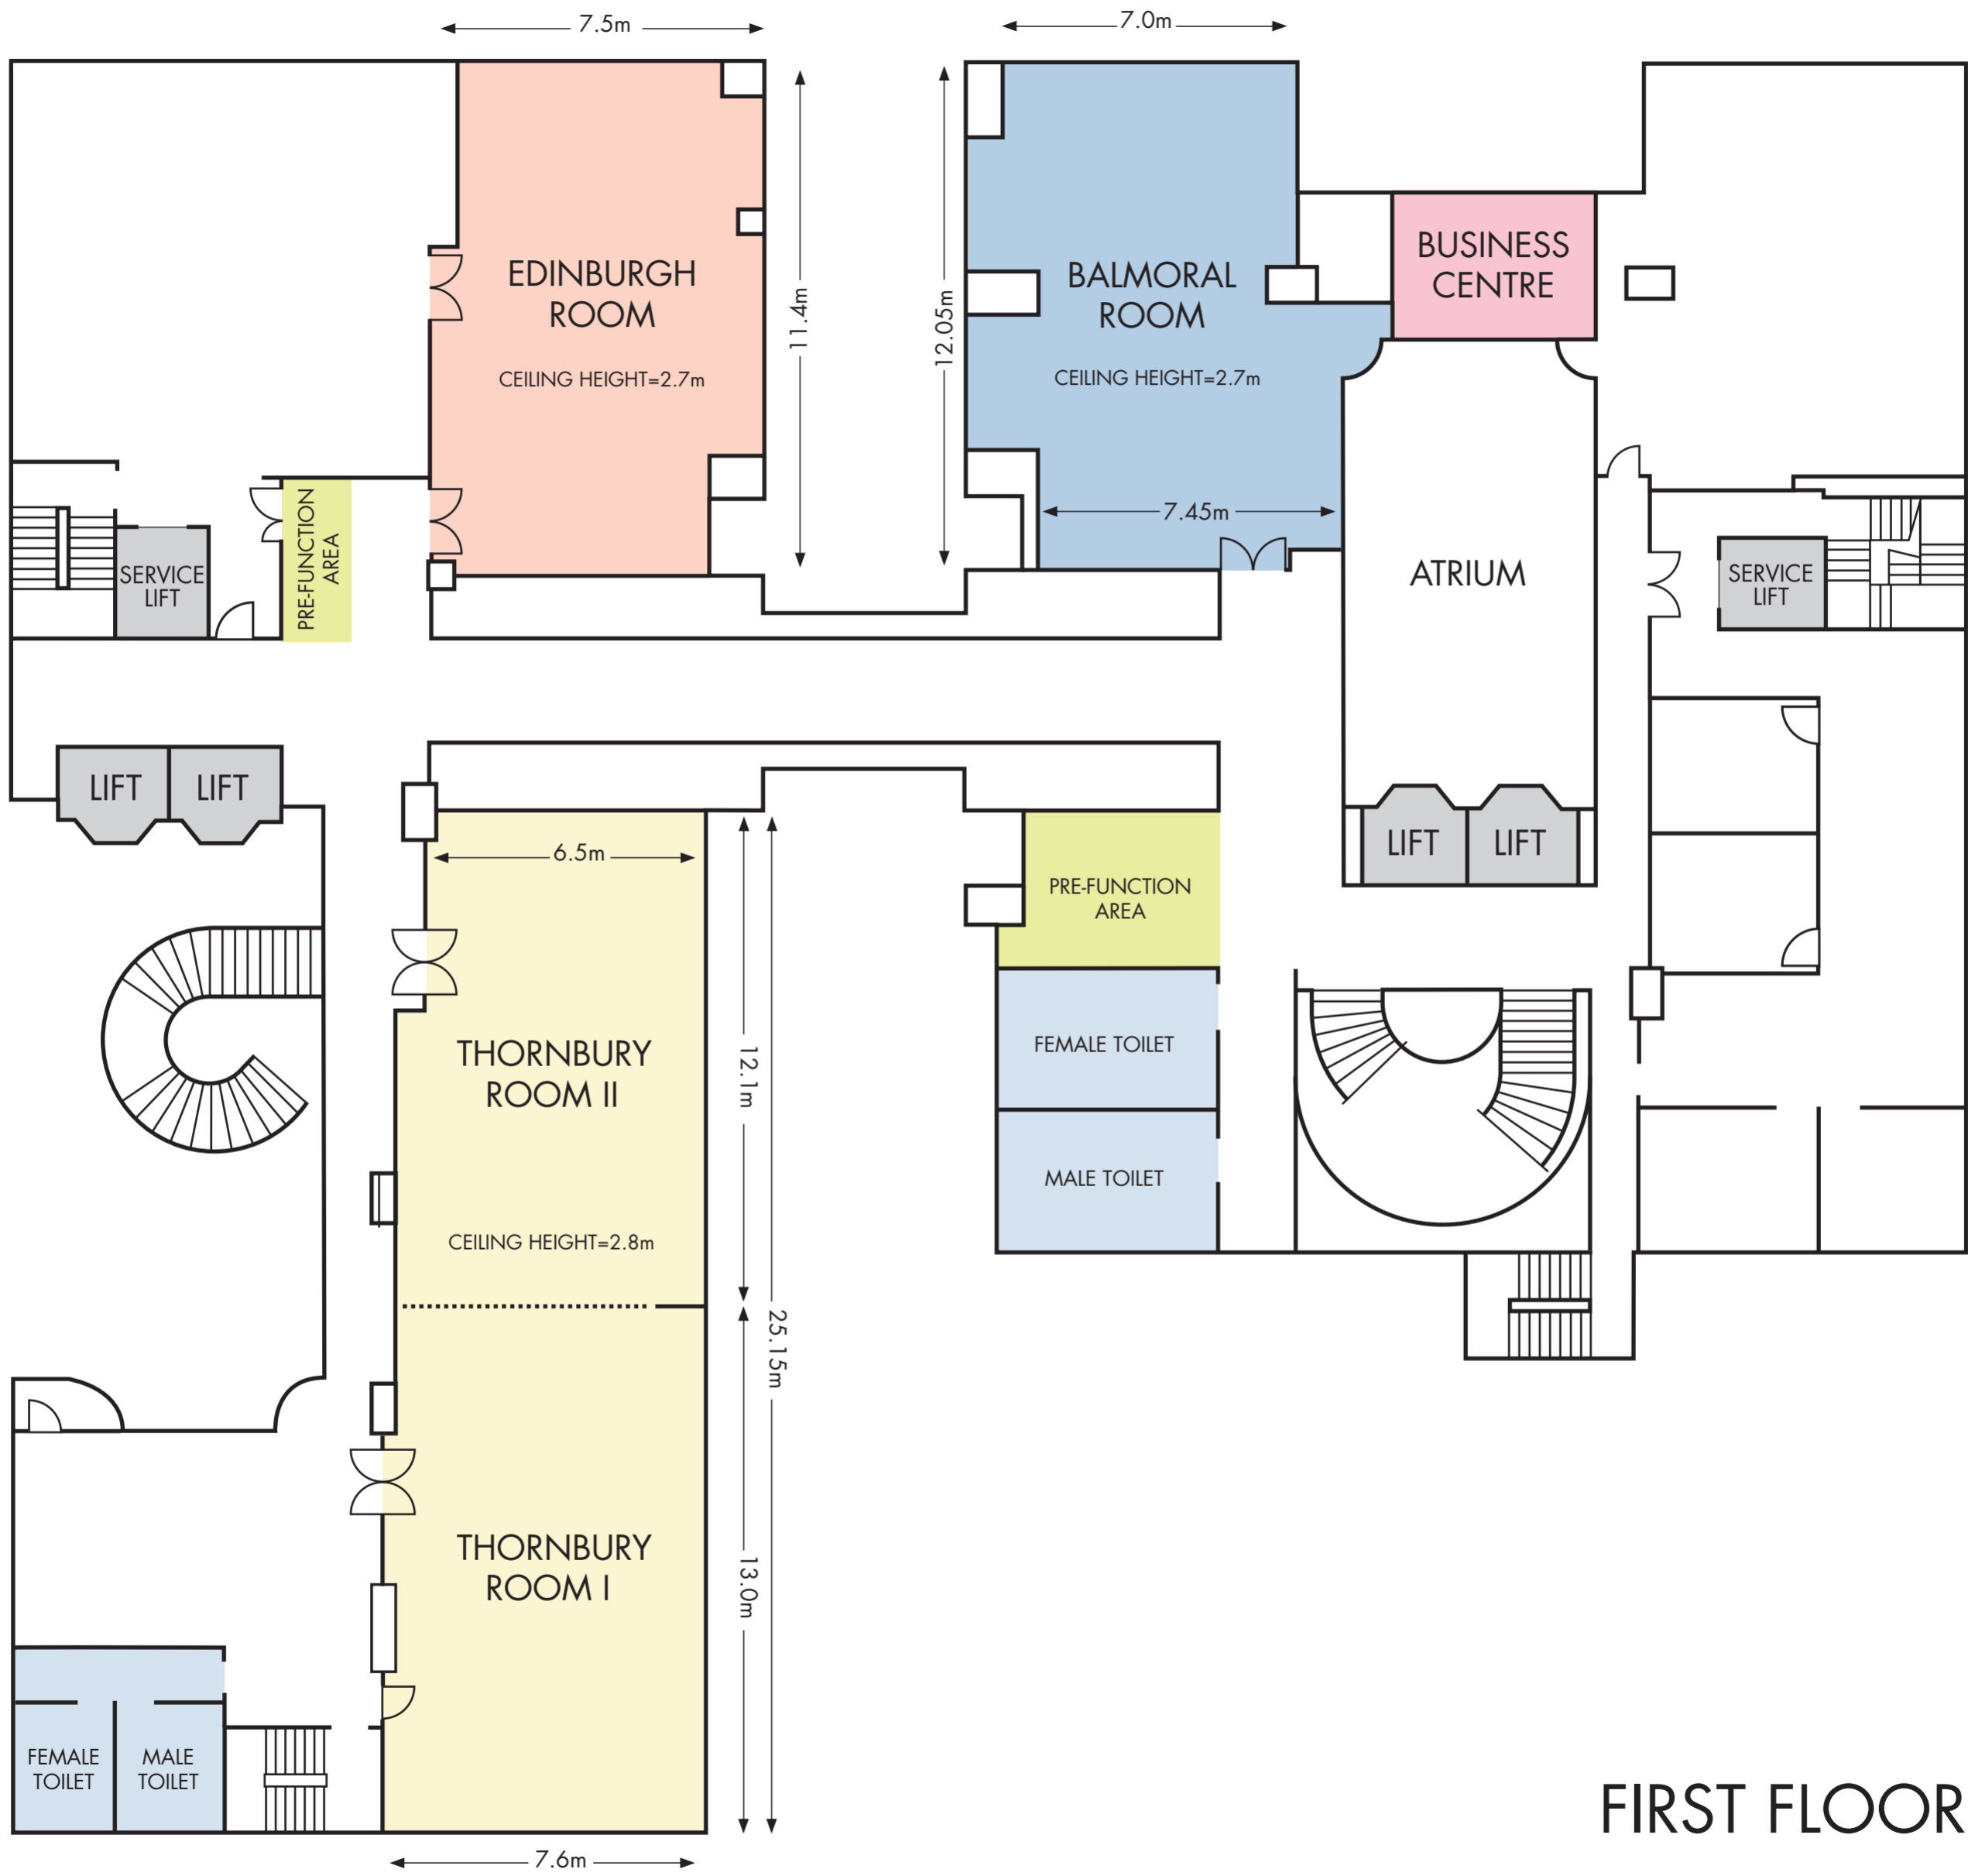 7.5m
7.0m
EDINBURGH
ROOM
CEILING HEIGHT=2.7m
11.4m
12.05m
BALMORAL
ROOM
CEILING HEIGHT=2.7m
7.45m
BUSINESS
CENTRE
ATRIUM
SERVICE
LIFT
PRE-FUNCTION
AREA
SERVICE
LIFT
LIFT
LIFT
6.5m
PRE-FUNCTION
AREA
LIFT
LIFT
THORNBURY
ROOM II
CEILING HEIGHT=2.8m
12.1m
25.15m
FEMALE TOILET
MALE TOILET
THORNBURY
ROOM I
13.0m
FEMALE
TOILET
MALE
TOILET
7.6m
FIRST FLOOR